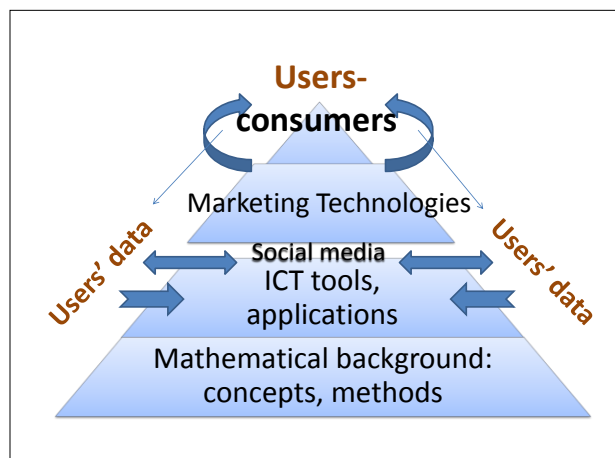 Users-
consumers
Marketing Technologies
Users' data
Users' data
Social media
ICT tools,
applications
Mathematical background:
concepts, methods